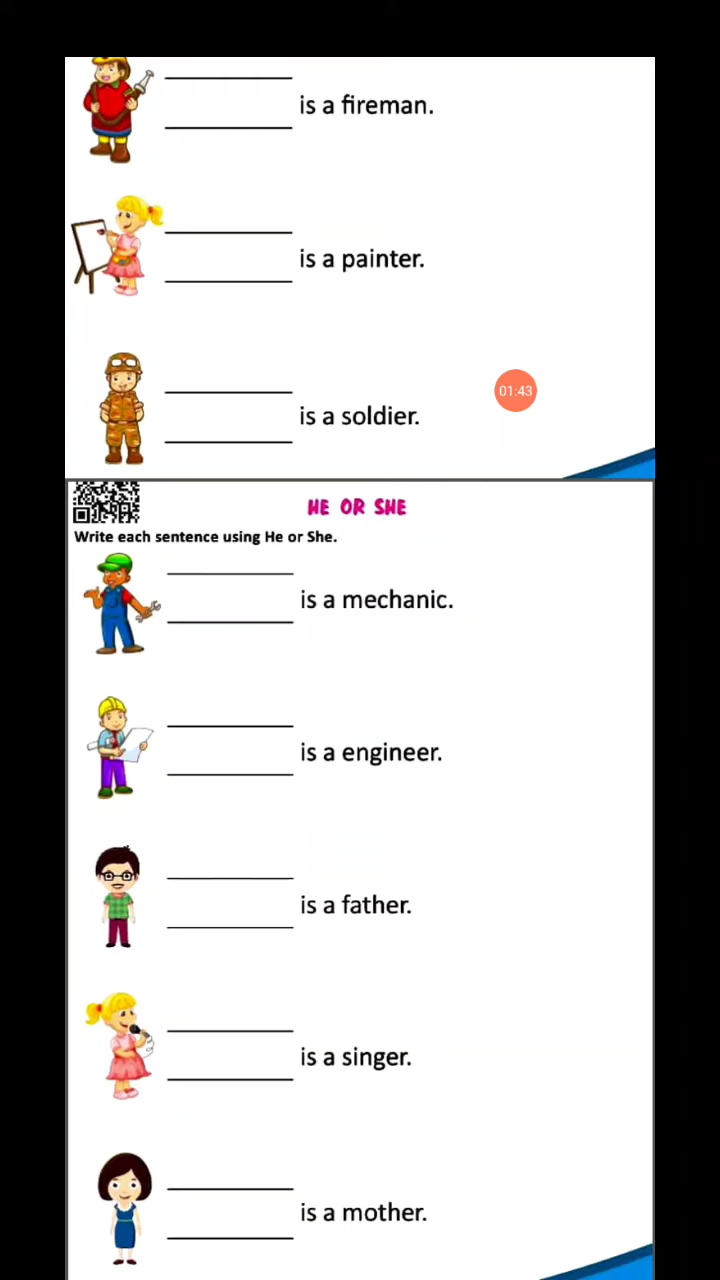 is a fireman.
is a painter.
01:43
is a soldier.
HE OR SHE
Write each sentence using He or She.
is a mechanic.
is a engineer.
is a father.
is a singer.
is a mother.